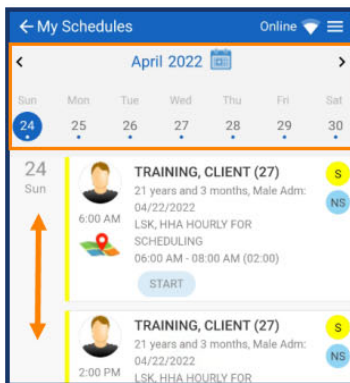 ← My Schedules Online
< April 2022 >
Sun Mon Tue Wed Thu Fri Sat
24 25 26 27 28 29 30
24
Sun
TRAINING, CLIENT (27) S
21 years and 3 months, Male Adm:
04/22/2022 NS
6:00 AM
LSK, HHA HOURLY FOR
SCHEDULING
06:00 AM - 08:00 AM (02:00)
START
TRAINING, CLIENT (27) S
21 years and 3 months, Male Adm:
04/22/2022 NS
2:00 PM
LSK, HHA HOURLY FOR